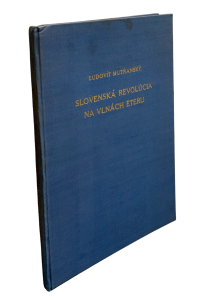 ĽUDOVÍT MUTŇANSKÝ
SLOVENSKÁ REVOLÚCIA
NA VLNÁCH ÉTERU